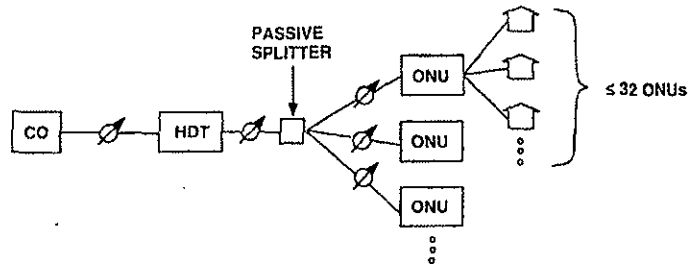 PASSIVE
SPLITTER
CO
HDT
ONU
ONU
ONU
≤ 32 ONUs